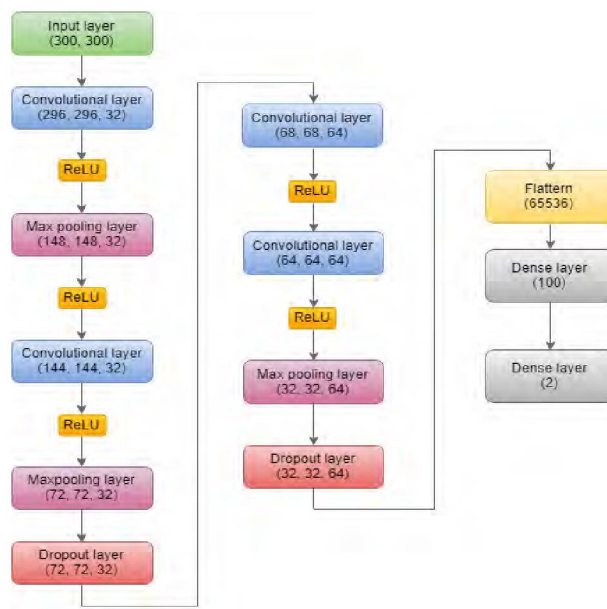 Input layer
(300, 300)
Convolutional layer
(296, 296, 32)
ReLU
Max pooling layer
(148, 148, 32)
ReLU
Convolutional layer
(144, 144, 32)
ReLU
Maxpooling layer
(72, 72, 32)
Dropout layer
(72, 72, 32)
Convolutional layer
(68, 68, 64)
ReLU
Convolutional layer
(64, 64, 64)
ReLU
Max pooling layer
(32, 32, 64)
Dropout layer
(32, 32, 64)
Flattern
(65536)
Dense layer
(100)
Dense layer
(2)